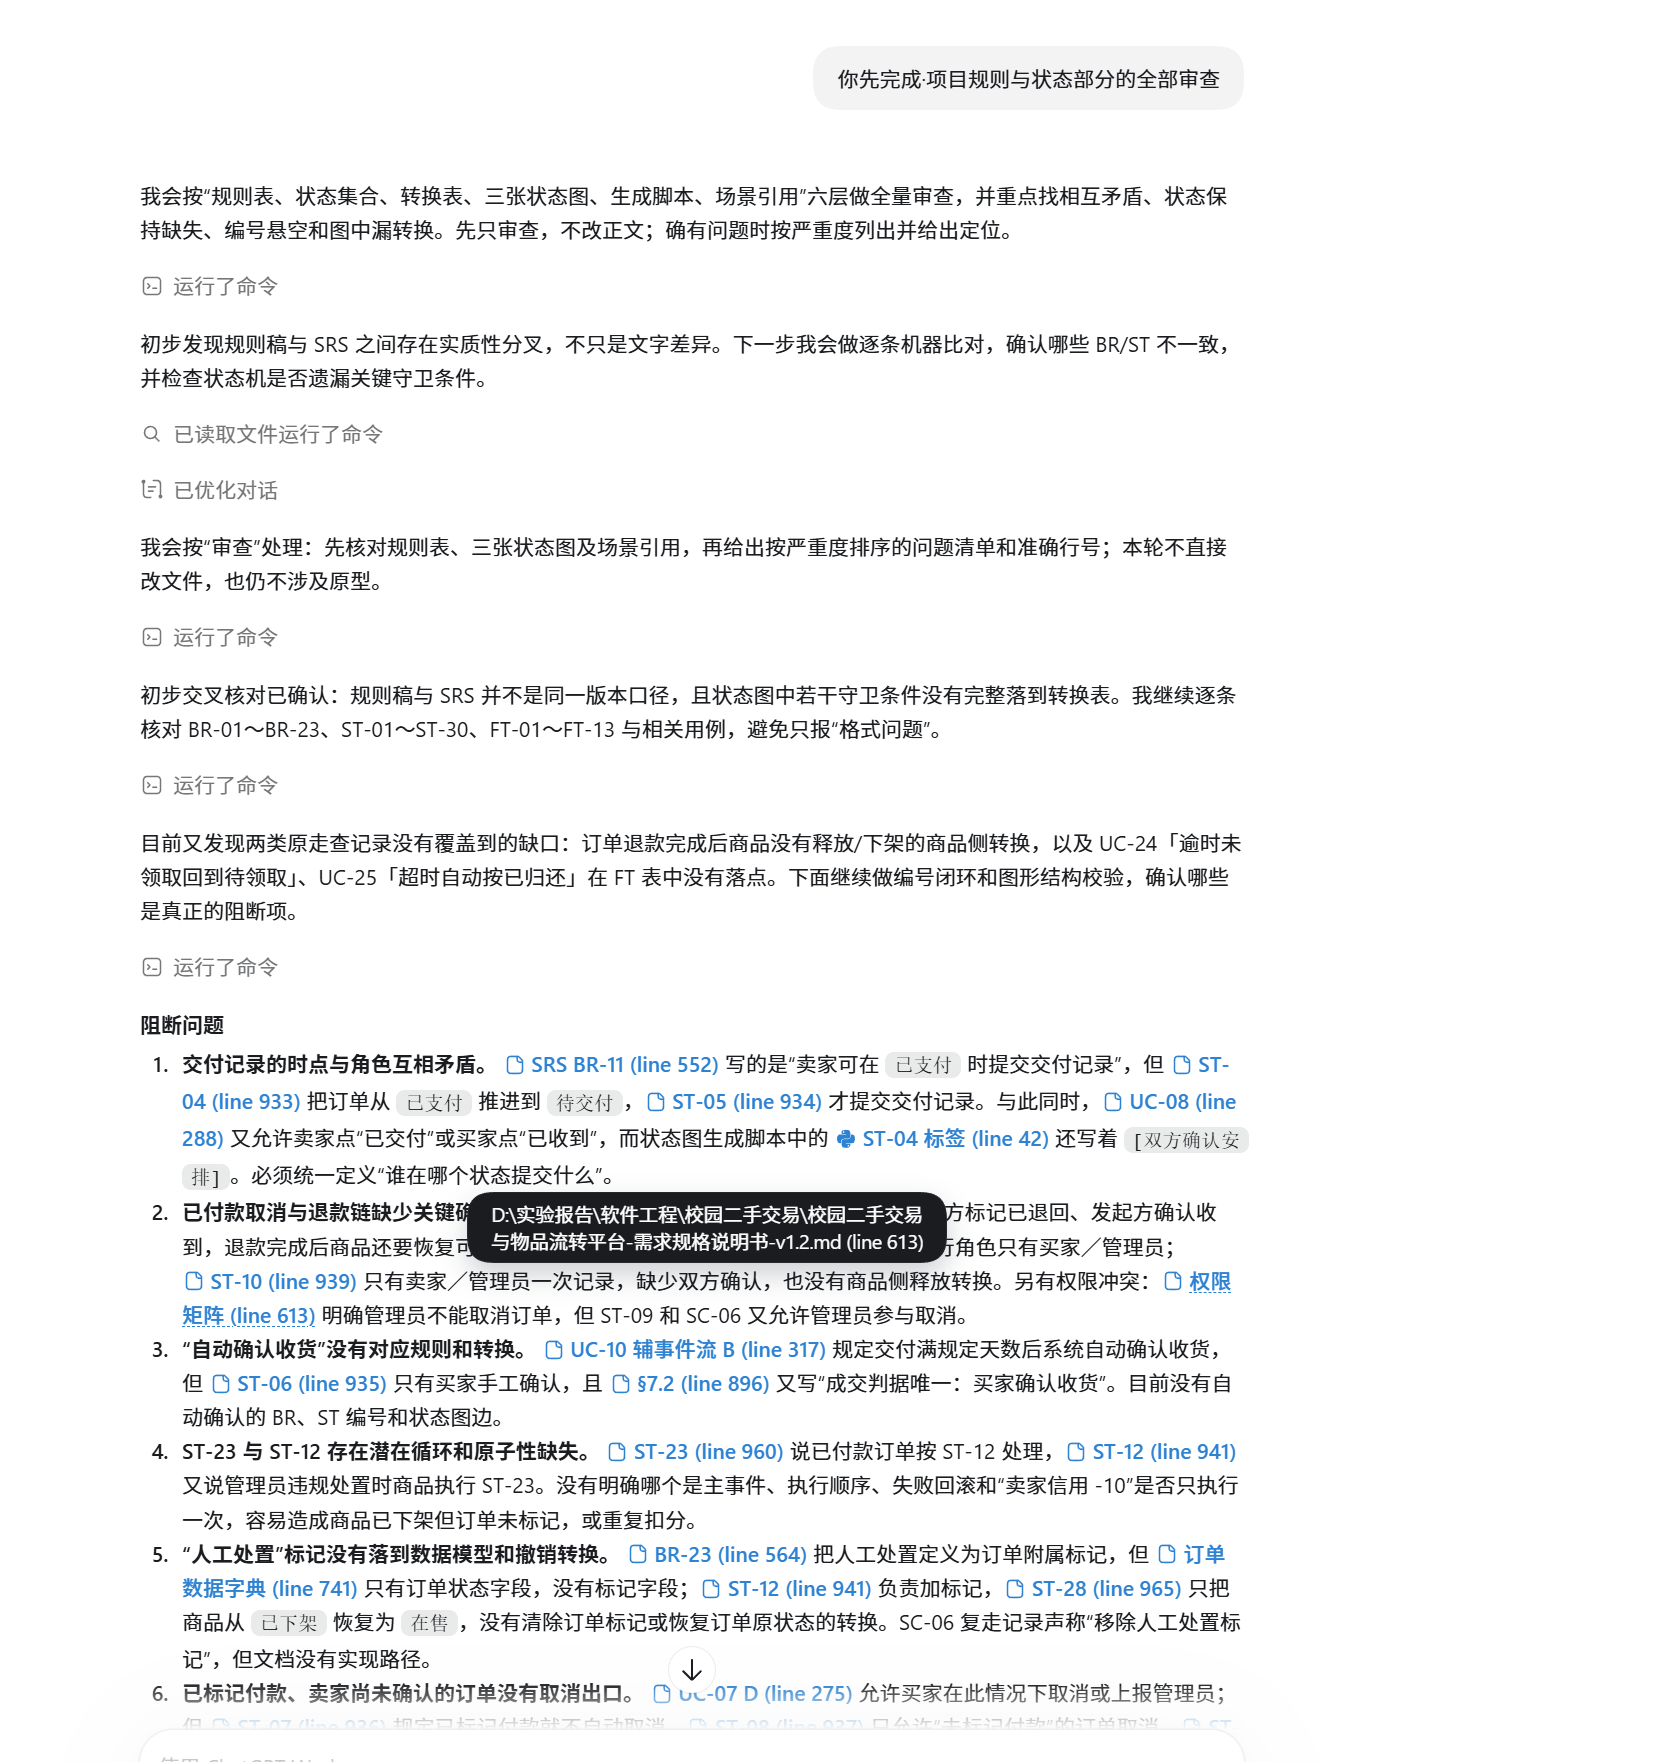 你先完成·项目规则与状态部分的全部审查
我会按“规则表、状态集合、转换表、三张状态图、生成脚本、场景引用”六层做全量审查，并重点找相互矛盾、状态保
持缺失、编号悬空和图中漏转换。先只审查，不改正文；确有问题时按严重度列出并给出定位。
运行了命令
初步发现规则稿与 SRS 之间存在实质性分叉，不只是文字差异。下一步我会做逐条机器比对，确认哪些 BR/ST 不一致，
并检查状态机是否遗漏关键守卫条件。
已读取文件运行了命令
已优化对话
我会按“审查”处理：先核对规则表、三张状态图及场景引用，再给出按严重度排序的问题清单和准确行号；本轮不直接
改文件，也仍不涉及原型。
运行了命令
初步交叉核对已确认：规则稿与 SRS 并不是同一版本口径，且状态图中若干守卫条件没有完整落到转换表。我继续逐条
核对 BR-01～BR-23、ST-01～ST-30、FT-01～FT-13 与相关用例，避免只报“格式问题”。
运行了命令
目前又发现两类原走查记录没有覆盖到的缺口：订单退款完成后商品没有释放/下架的商品侧转换，以及 UC-24「逾时未
领取回到待领取」、UC-25「超时自动按已归还」在 FT 表中没有落点。下面继续做编号闭环和图形结构校验，确认哪些
是真正的阻断项。
运行了命令
阻断问题
1. 交付记录的时点与角色互相矛盾。 SRS BR-11 (line 552) 写的是“卖家可在 已支付 时提交交付记录”，但 ST-
04 (line 933) 把订单从 已支付 推进到 待交付 ，ST-05 (line 934) 才提交交付记录。与此同时，UC-08 (line
288) 又允许卖家点“已交付”或买家点“已收到”，而状态图生成脚本中的 ST-04 标签 (line 42) 还写着 [双方确认安
排] 。必须统一定义“谁在哪个状态提交什么”。
2. 已付款取消与退款链缺少关键 方标记已退回、发起方确认收
D:\实验报告\软件工程\校园二手交易\校园二手交易
与物品流转平台-需求规格说明书-v1.2.md (line 613)
到，退款完成后商品还要恢复可 角色只有买家／管理员；
ST-10 (line 939) 只有卖家／管理员一次记录，缺少双方确认，也没有商品侧释放转换。另有权限冲突：权限
矩阵 (line 613) 明确管理员不能取消订单，但 ST-09 和 SC-06 又允许管理员参与取消。
3. “自动确认收货”没有对应规则和转换。 UC-10 辅事件流 B (line 317) 规定交付满规定天数后系统自动确认收货，
但 ST-06 (line 935) 只有买家手工确认，且 §7.2 (line 896) 又写“成交判据唯一：买家确认收货”。目前没有自
动确认的 BR、ST 编号和状态图边。
4. ST-23 与 ST-12 存在潜在循环和原子性缺失。 ST-23 (line 960) 说已付款订单按 ST-12 处理，ST-12 (line 941)
又说管理员违规处置时商品执行 ST-23。没有明确哪个是主事件、执行顺序、失败回滚和“卖家信用 -10”是否只执行
一次，容易造成商品已下架但订单未标记，或重复扣分。
5. “人工处置”标记没有落到数据模型和撤销转换。 BR-23 (line 564) 把人工处置定义为订单附属标记，但 订单
数据字典 (line 741) 只有订单状态字段，没有标记字段；ST-12 (line 941) 负责加标记，ST-28 (line 965) 只把
商品从 已下架 恢复为 在售 ，没有清除订单标记或恢复订单原状态的转换。SC-06 复走记录声称“移除人工处置标
记”，但文档没有实现路径。
6. 已标记付款、卖家尚未确认的订单没有取消出口。 UC-07 D (line 275) 允许买家在此情况下取消或上报管理员；
但 ST-07 (line 936) 规定已标记付款就不自动取消，ST-08 (line 937) 只允许“未标记付款”的订单取消，ST